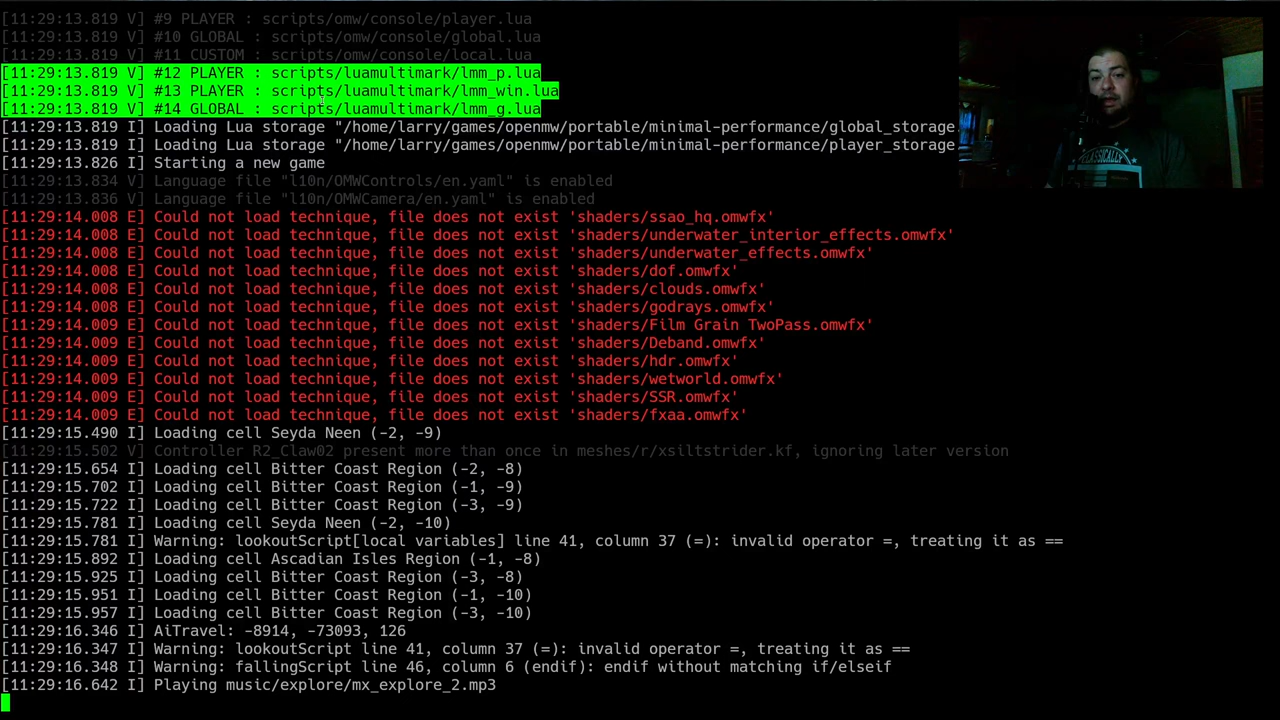 [11:29:13.819 V] #9 PLAYER : scripts/omw/console/player.lua
[11:29:13.819 V] #10 GLOBAL : scripts/omw/console/global.lua
[11:29:13.819 V] #11 CUSTOM : scripts/omw/console/local.lua
[11:29:13.819 V] #12 PLAYER : scripts/luamultimark/lmm_p.lua
[11:29:13.819 V] #13 PLAYER : scripts/luamultimark/lmm_win.lua
[11:29:13.819 V] #14 GLOBAL : scripts/luamultimark/lmm_g.lua
[11:29:13.819 I] Loading Lua storage "/home/larry/games/openmw/portable/minimal-performance/global_storage
[11:29:13.819 I] Loading Lua storage "/home/larry/games/openmw/portable/minimal-performance/player_storage
[11:29:13.826 I] Starting a new game
[11:29:13.834 V] Language file "l10n/OMWControls/en.yaml" is enabled
[11:29:13.836 V] Language file "l10n/OMWCamera/en.yaml" is enabled
[11:29:14.008 E] Could not load technique, file does not exist 'shaders/ssao_hq.omwfx'
[11:29:14.008 E] Could not load technique, file does not exist 'shaders/underwater_interior_effects.omwfx'
[11:29:14.008 E] Could not load technique, file does not exist 'shaders/underwater_effects.omwfx'
[11:29:14.008 E] Could not load technique, file does not exist 'shaders/dof.omwfx'
[11:29:14.008 E] Could not load technique, file does not exist 'shaders/clouds.omwfx'
[11:29:14.008 E] Could not load technique, file does not exist 'shaders/godrays.omwfx'
[11:29:14.009 E] Could not load technique, file does not exist 'shaders/Film Grain TwoPass.omwfx'
[11:29:14.009 E] Could not load technique, file does not exist 'shaders/Deband.omwfx'
[11:29:14.009 E] Could not load technique, file does not exist 'shaders/hdr.omwfx'
[11:29:14.009 E] Could not load technique, file does not exist 'shaders/wetworld.omwfx'
[11:29:14.009 E] Could not load technique, file does not exist 'shaders/SSR.omwfx'
[11:29:14.009 E] Could not load technique, file does not exist 'shaders/fxaa.omwfx'
[11:29:15.490 I] Loading cell Seyda Neen (-2, -9)
[11:29:15.502 V] Controller R2_Claw02 present more than once in meshes/r/xsiltstrider.kf, ignoring later version
[11:29:15.654 I] Loading cell Bitter Coast Region (-2, -8)
[11:29:15.702 I] Loading cell Bitter Coast Region (-1, -9)
[11:29:15.722 I] Loading cell Bitter Coast Region (-3, -9)
[11:29:15.781 I] Loading cell Seyda Neen (-2, -10)
[11:29:15.781 I] Warning: lookoutScript[local variables] line 41, column 37 (=): invalid operator =, treating it as ==
[11:29:15.892 I] Loading cell Ascadian Isles Region (-1, -8)
[11:29:15.925 I] Loading cell Bitter Coast Region (-3, -8)
[11:29:15.951 I] Loading cell Bitter Coast Region (-1, -10)
[11:29:15.957 I] Loading cell Bitter Coast Region (-3, -10)
[11:29:16.346 I] AiTravel: -8914, -73093, 126
[11:29:16.347 I] Warning: lookoutScript line 41, column 37 (=): invalid operator =, treating it as ==
[11:29:16.348 I] Warning: fallingScript line 46, column 6 (endif): endif without matching if/elseif
[11:29:16.642 I] Playing music/explore/mx_explore_2.mp3
CLASSICALLY